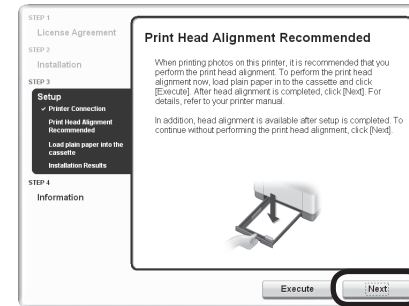 STEP 1
License Agreement
STEP 2
Installation
STEP 3
Setup
✓ Printer Connection
Print Head Alignment
Recommended
Load plain paper into the
cassette
Installation Results
STEP 4
Information
Print Head Alignment Recommended
When printing photos on this printer, it is recommended that you
perform the print head alignment. To perform the print head
alignment now, load plain paper in to the cassette and click
[Execute]. After head alignment is completed, click [Next]. For
details, refer to your printer manual.
In addition, head alignment is available after setup is completed. To
continue without performing the print head alignment, click [Next].
Execute
Next